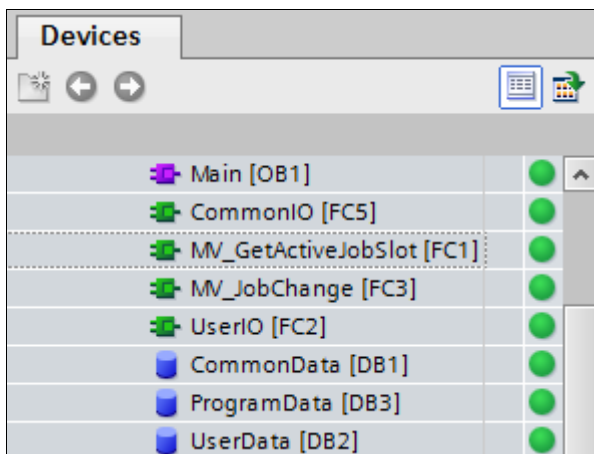 Devices
Main [OB1]
CommonIO [FC5]
MV_GetActiveJobSlot [FC1]
MV_JobChange [FC3]
UserIO [FC2]
CommonData [DB1]
ProgramData [DB3]
UserData [DB2]